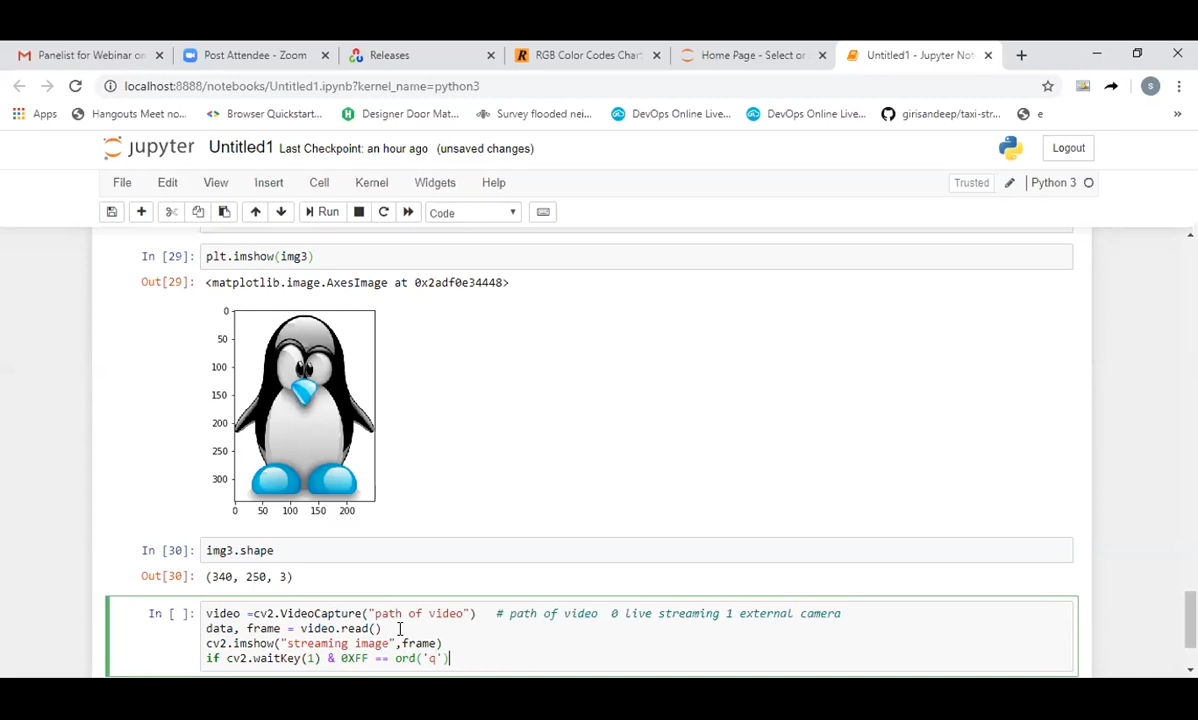 Panelist for Webinar on
Post Attendee - Zoom
Releases
RGB Color Codes Char
Home Page - Select or
Untitled1 - Jupyter Not
localhost:8888/notebooks/Untitled1.ipynb?kernel_name=python3
S
Apps
Hangouts Meet no...
Browser Quickstart...
Designer Door Mat...
Survey flooded nei...
DevOps Online Live...
DevOps Online Live...
girisandeep/taxi-str...
e
jupyter Untitled1 Last Checkpoint: an hour ago (unsaved changes)
Logout
File Edit View Insert Cell Kernel Widgets Help
Trusted
Python 3
Run
Code
In [29]: plt.imshow(img3)
Out[29]: <matplotlib.image.AxesImage at 0x2adf0e34448>
0
50
100
150
200
250
300
0 50 100 150 200
In [30]: img3.shape
Out[30]: (340, 250, 3)
In [ ]: video =cv2.VideoCapture("path of video") # path of video 0 live streaming 1 external camera
data, frame = video.read()
cv2.imshow("streaming image",frame)
if cv2.waitKey(1) & 0XFF == ord('q')